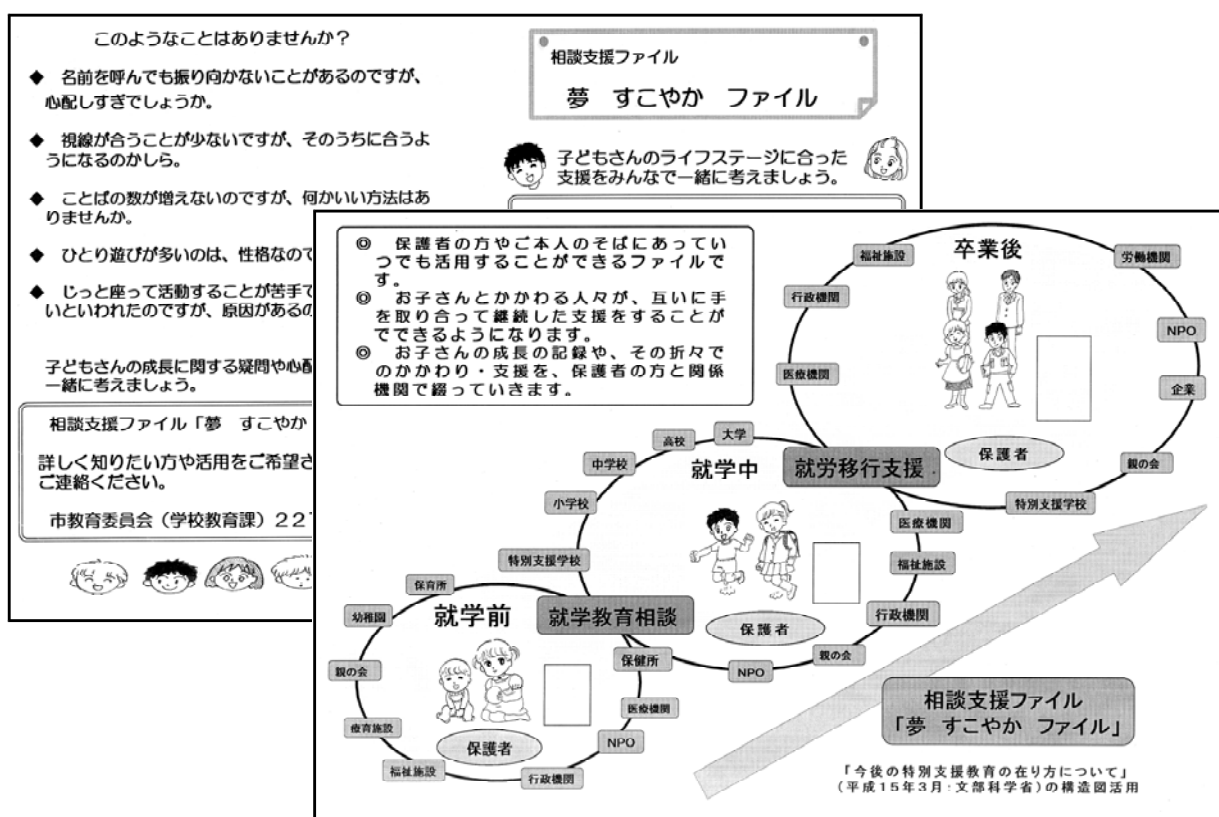 このようなことはありませんか？
◆ 名前を呼んでも振り向かないことがあるのですが、
心配しすぎでしょうか。
◆ 視線が合うことが少ないですが、そのうちに合うよ
うになるのかしら。
◆ ことばの数が増えないのですが、何かいい方法はあ
りませんか。
◆ ひとり遊びが多いのは、性格なので
◆ じっと座って活動することが苦手で
いといわれたのですが、原因があるの
子どもさんの成長に関する疑問や心配
一緒に考えましょう。
相談支援ファイル「夢 すこやか
詳しく知りたい方や活用をご希望さ
ご連絡ください。
市教育委員会（学校教育課）２２
相談支援ファイル
夢 すこやか ファイル
子どもさんのライフステージに合った
支援をみんなで一緒に考えましょう。
◎ 保護者の方やご本人のそばにあってい
つでも活用することができるファイルで
す。
◎ お子さんとかかわる人々が、互いに手
を取り合って継続した支援をすることが
でできるようになります。
◎ お子さんの成長の記録や、その折々で
のかかわり・支援を、保護者の方と関係
機関で綴っていきます。
卒業後
福祉施設
労働機関
行政機関
NPO
医療機関
企業
保護者
親の会
特別支援学校
就労移行支援
就学中
大学
高校
中学校
小学校
特別支援学校
医療機関
福祉施設
行政機関
保護者
親の会
NPO
就学教育相談
就学前
保育所
幼稚園
親の会
療育施設
福祉施設
保健所
医療機関
NPO
行政機関
保護者
相談支援ファイル
「夢 すこやか ファイル」
「今後の特別支援教育の在り方について」
（平成１５年３月：文部科学省）の構造図活用